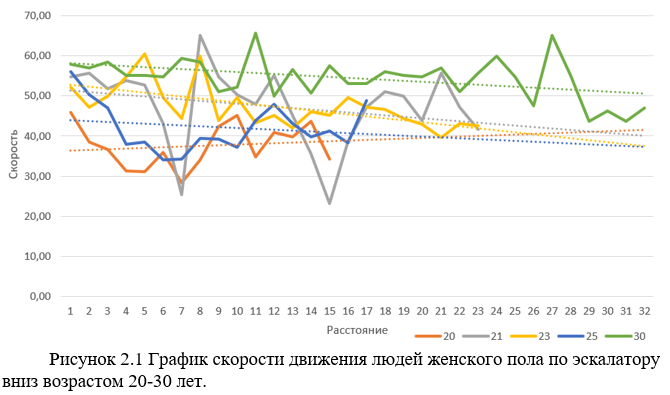 70,00
60,00
50,00
40,00
30,00
20,00
10,00
0,00
Скорость
1 2 3 4 5 6 7 8 9 10 11 12 13 14 15 16 17 18 19 20 21 22 23 24 25 26 27 28 29 30 31 32
Расстояние
20 21 23 25 30
Рисунок 2.1 График скорости движения людей женского пола по эскалатору
вниз возрастом 20-30 лет.